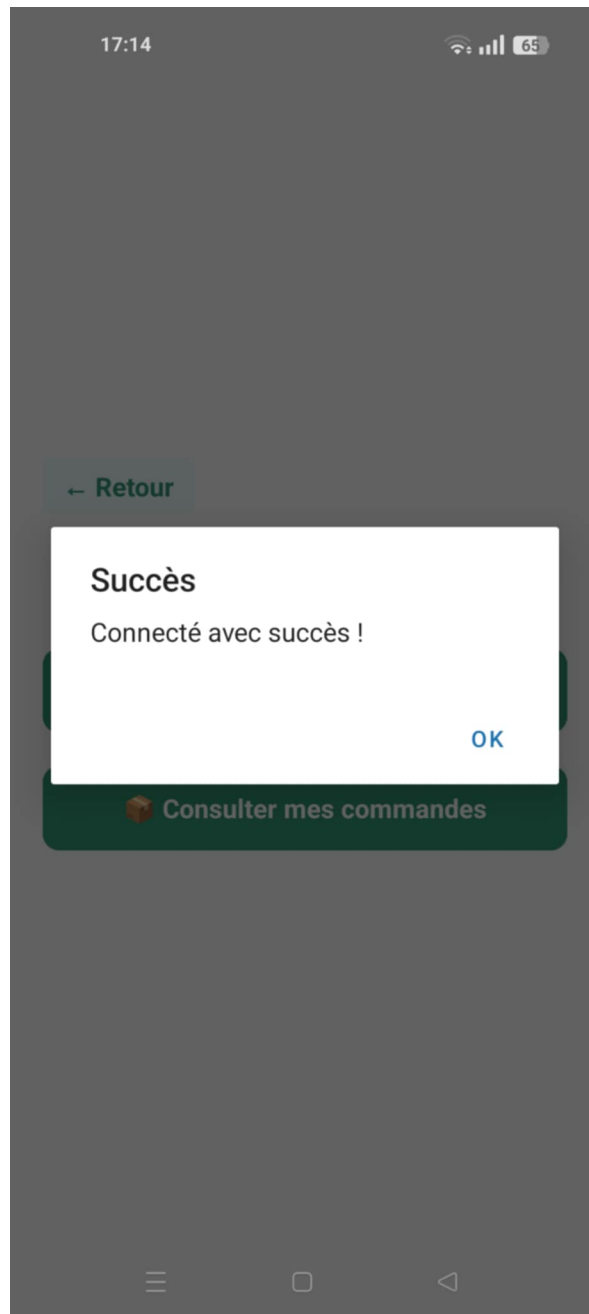 17:14
65
← Retour
Succès
Connecté avec succès !
OK
📦 Consulter mes commandes